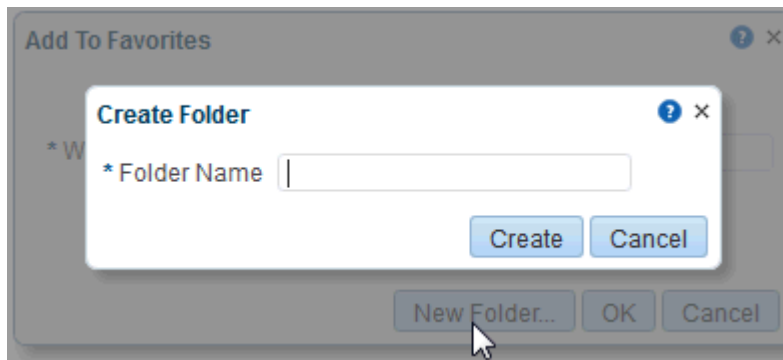 Add To Favorites
Create Folder
* W
* Folder Name
Create Cancel
New Folder... OK Cancel